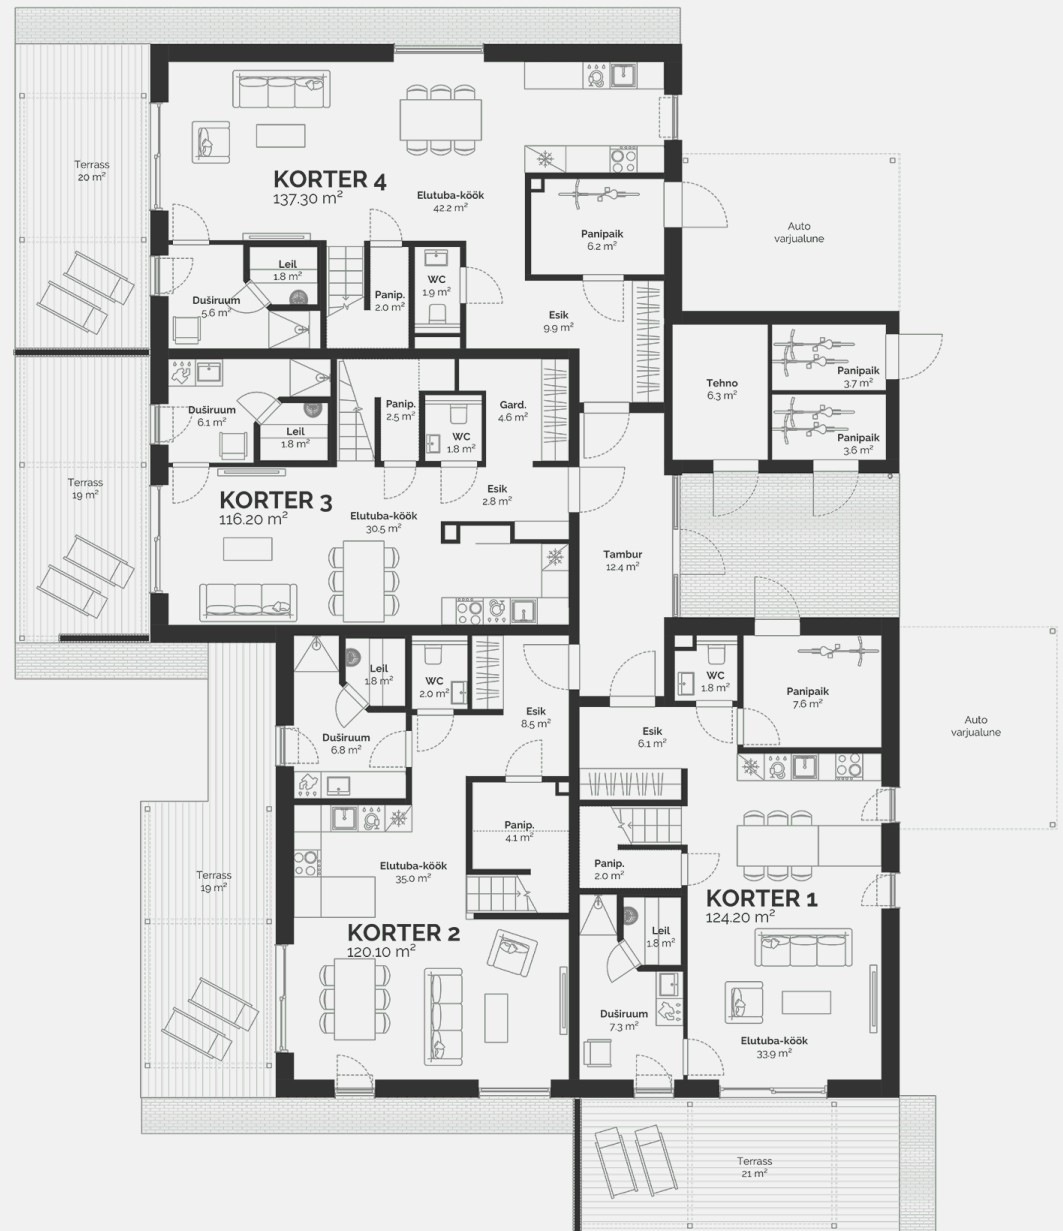 Terrass
20 m²
KORTER 4
137.30 m²
Elutuba-köök
42.2 m²
Panipaik
6.2 m²
Auto
varjualune
Leil
1.8 m²
Duširuum
5.6 m²
Panip.
2.0 m²
WC
1.9 m²
Esik
9.9 m²
Tehno
6.3 m²
Panipaik
3.7 m²
Panipaik
3.6 m²
Duširuum
6.1 m²
Leil
1.8 m²
Panip.
2.5 m²
WC
1.8 m²
Gard.
4.6 m²
Terrass
19 m²
KORTER 3
116.20 m²
Elutuba-köök
30.5 m²
Esik
2.8 m²
Tambur
12.4 m²
Leil
1.8 m²
WC
2.0 m²
Esik
8.5 m²
Duširuum
6.8 m²
WC
1.8 m²
Panipaik
7.6 m²
Esik
6.1 m²
Auto
varjualune
Panip.
4.1 m²
Elutuba-köök
35.0 m²
Terrass
19 m²
KORTER 2
120.10 m²
Panip.
2.0 m²
KORTER 1
124.20 m²
Leil
1.8 m²
Duširuum
7.3 m²
Elutuba-köök
33.9 m²
Terrass
21 m²